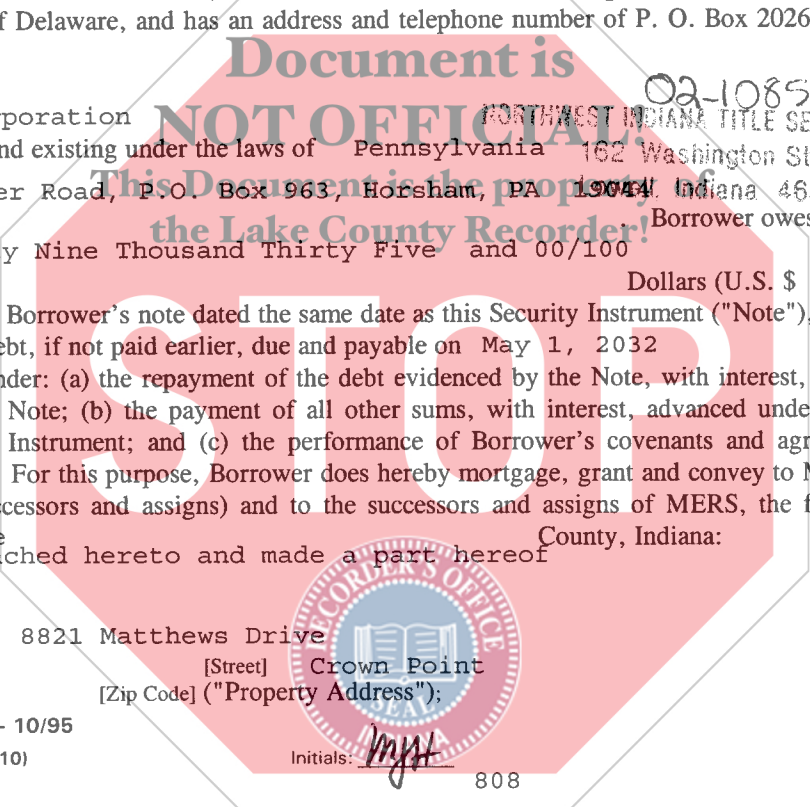 f Delaware, and has an address and telephone number of P. O. Box 2026
Document is
02-1085
poration
NOT OFFICIAL!
NORTHWEST INDIANA TITLE SE
nd existing under the laws of Pennsylvania
162 Washington St
er Road, P.O. Box 963, Horsham, PA 19044
Indiana 46
This Document is the property of
. Borrower owes
the Lake County Recorder!
y Nine Thousand Thirty Five and 00/100
Dollars (U.S. $
Borrower's note dated the same date as this Security Instrument ("Note"),
ebt, if not paid earlier, due and payable on May 1, 2032
nder: (a) the repayment of the debt evidenced by the Note, with interest,
Note; (b) the payment of all other sums, with interest, advanced unde
Instrument; and (c) the performance of Borrower's covenants and agr
For this purpose, Borrower does hereby mortgage, grant and convey to M
ccessors and assigns) and to the successors and assigns of MERS, the f
STOP
e County, Indiana:
ched hereto and made a part hereof
RECORDER'S OFFICE
8821 Matthews Drive
[Street] Crown Point
[Zip Code] ("Property Address");
SEAL
- 10/95
INDIANA
10)
Initials: MJH
808